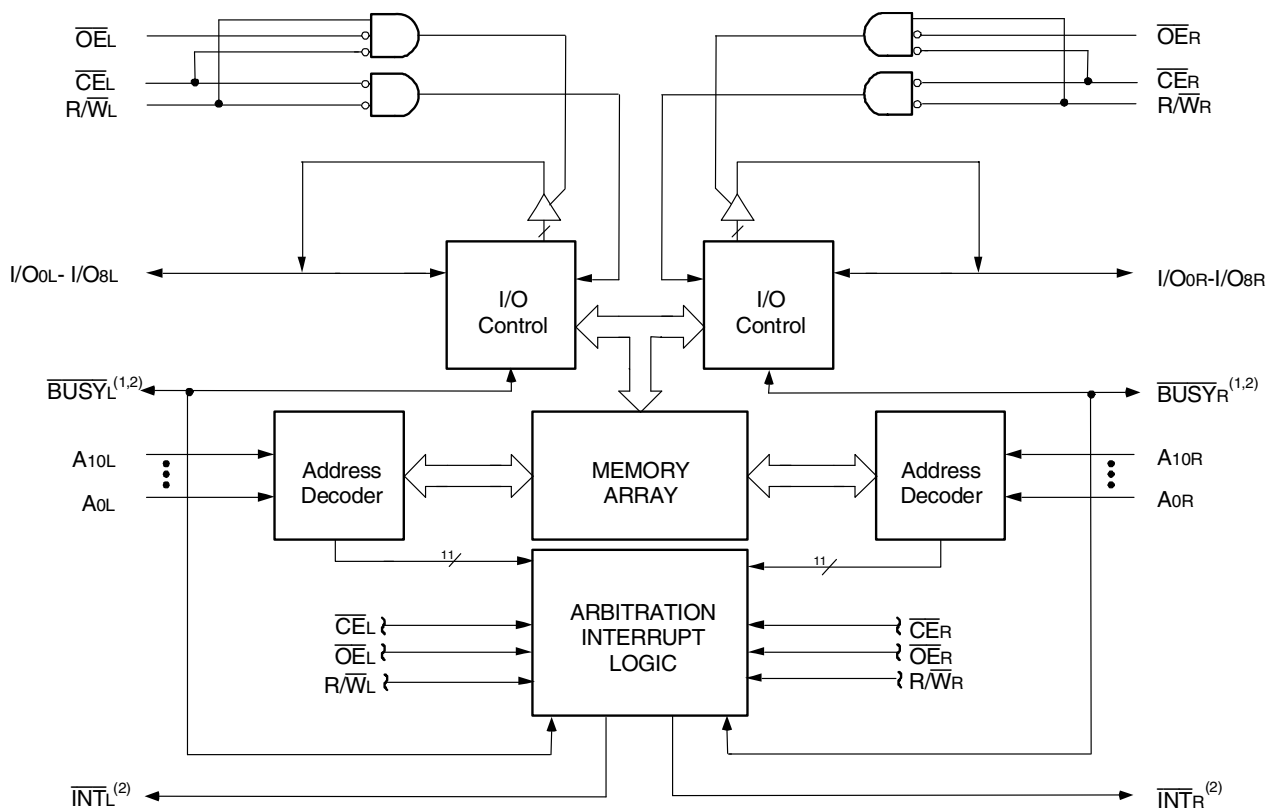 OEL
CEL
R/WL
OER
CER
R/WR
I/O0L- I/O8L
I/O
Control
I/O
Control
I/O0R-I/O8R
BUSYL(1,2)
BUSYR(1,2)
A10L
A0L
Address
Decoder
MEMORY
ARRAY
Address
Decoder
A10R
A0R
11
11
ARBITRATION
INTERRUPT
LOGIC
CEL
OEL
R/WL
CER
OER
R/WR
INTL(2)
INTR(2)